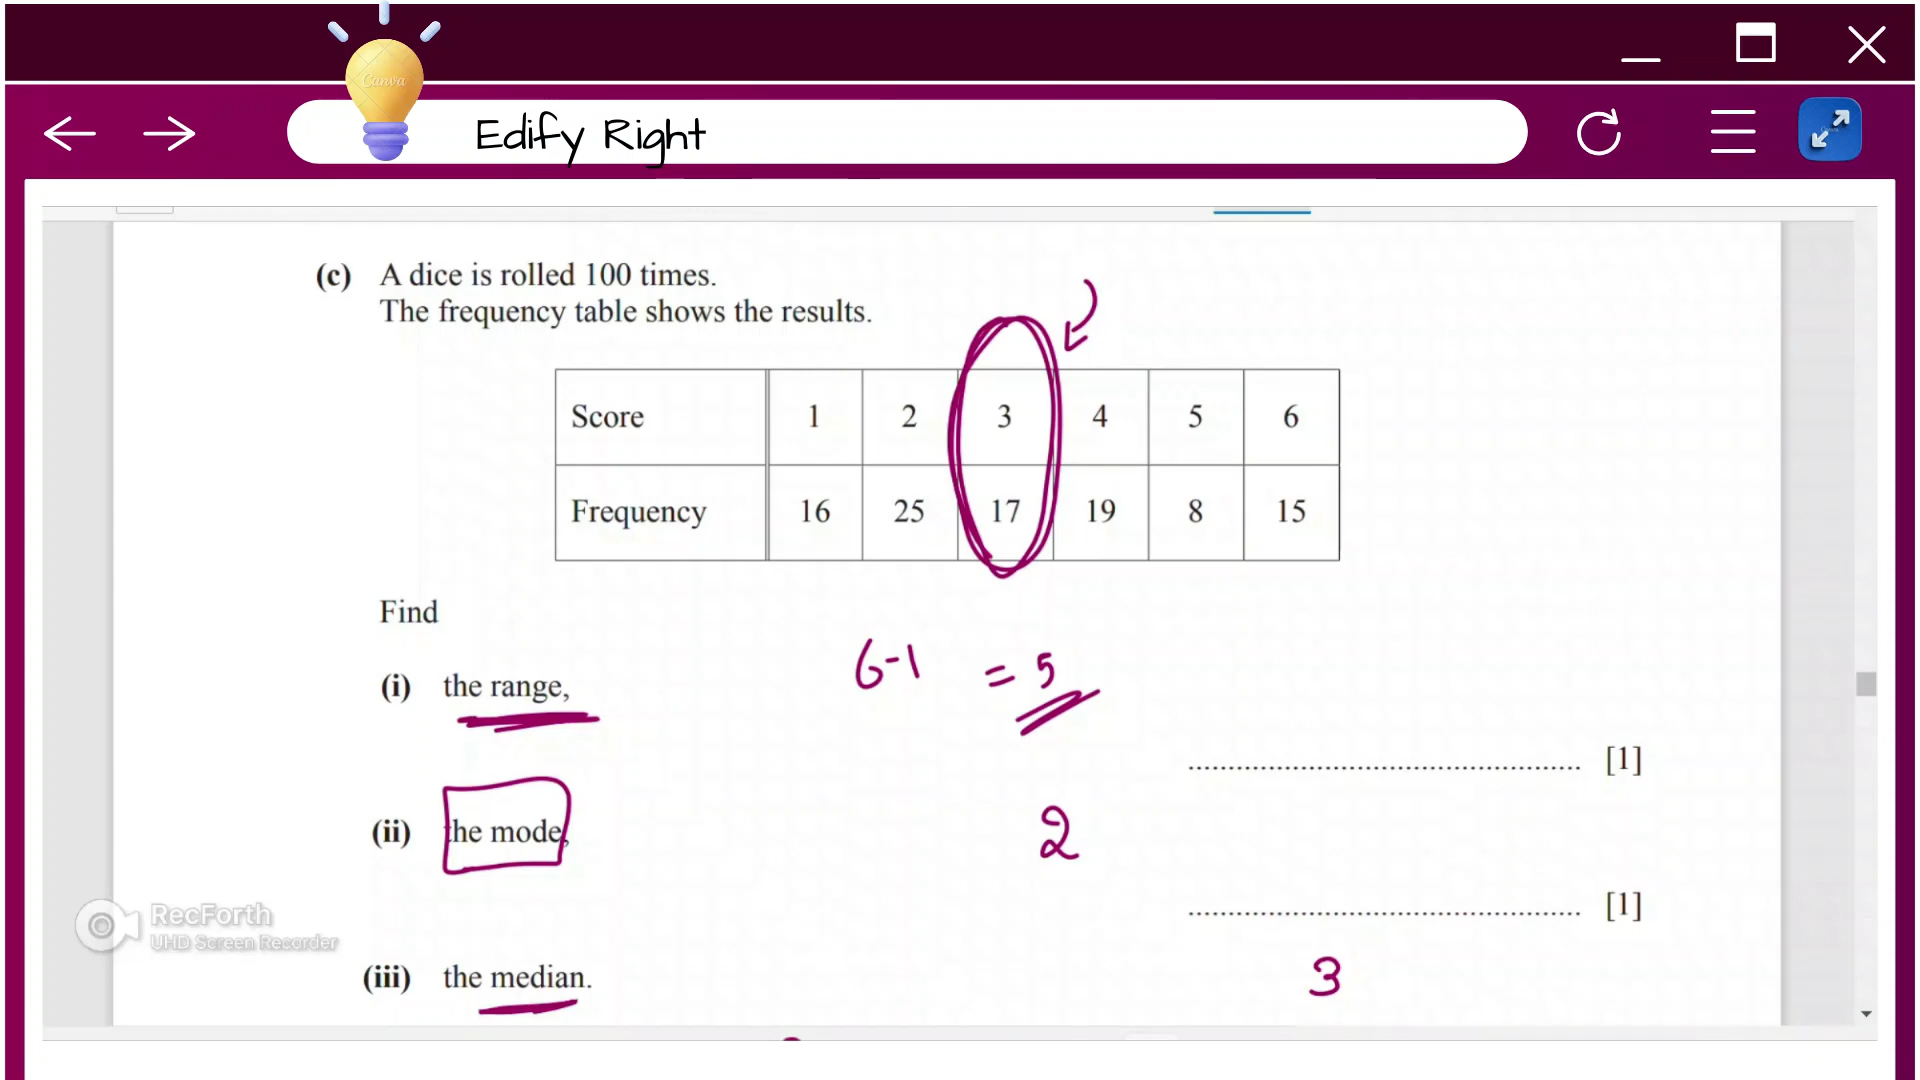 Canva
Edify Right
(c) A dice is rolled 100 times.
The frequency table shows the results.
Score 1 2 3 4 5 6
Frequency 16 25 17 19 8 15
Find
6-1 = 5
(i) the range,
.......................................... [1]
(ii) the mode, 2
.......................................... [1]
RecForth
UHD Screen Recorder
(iii) the median. 3